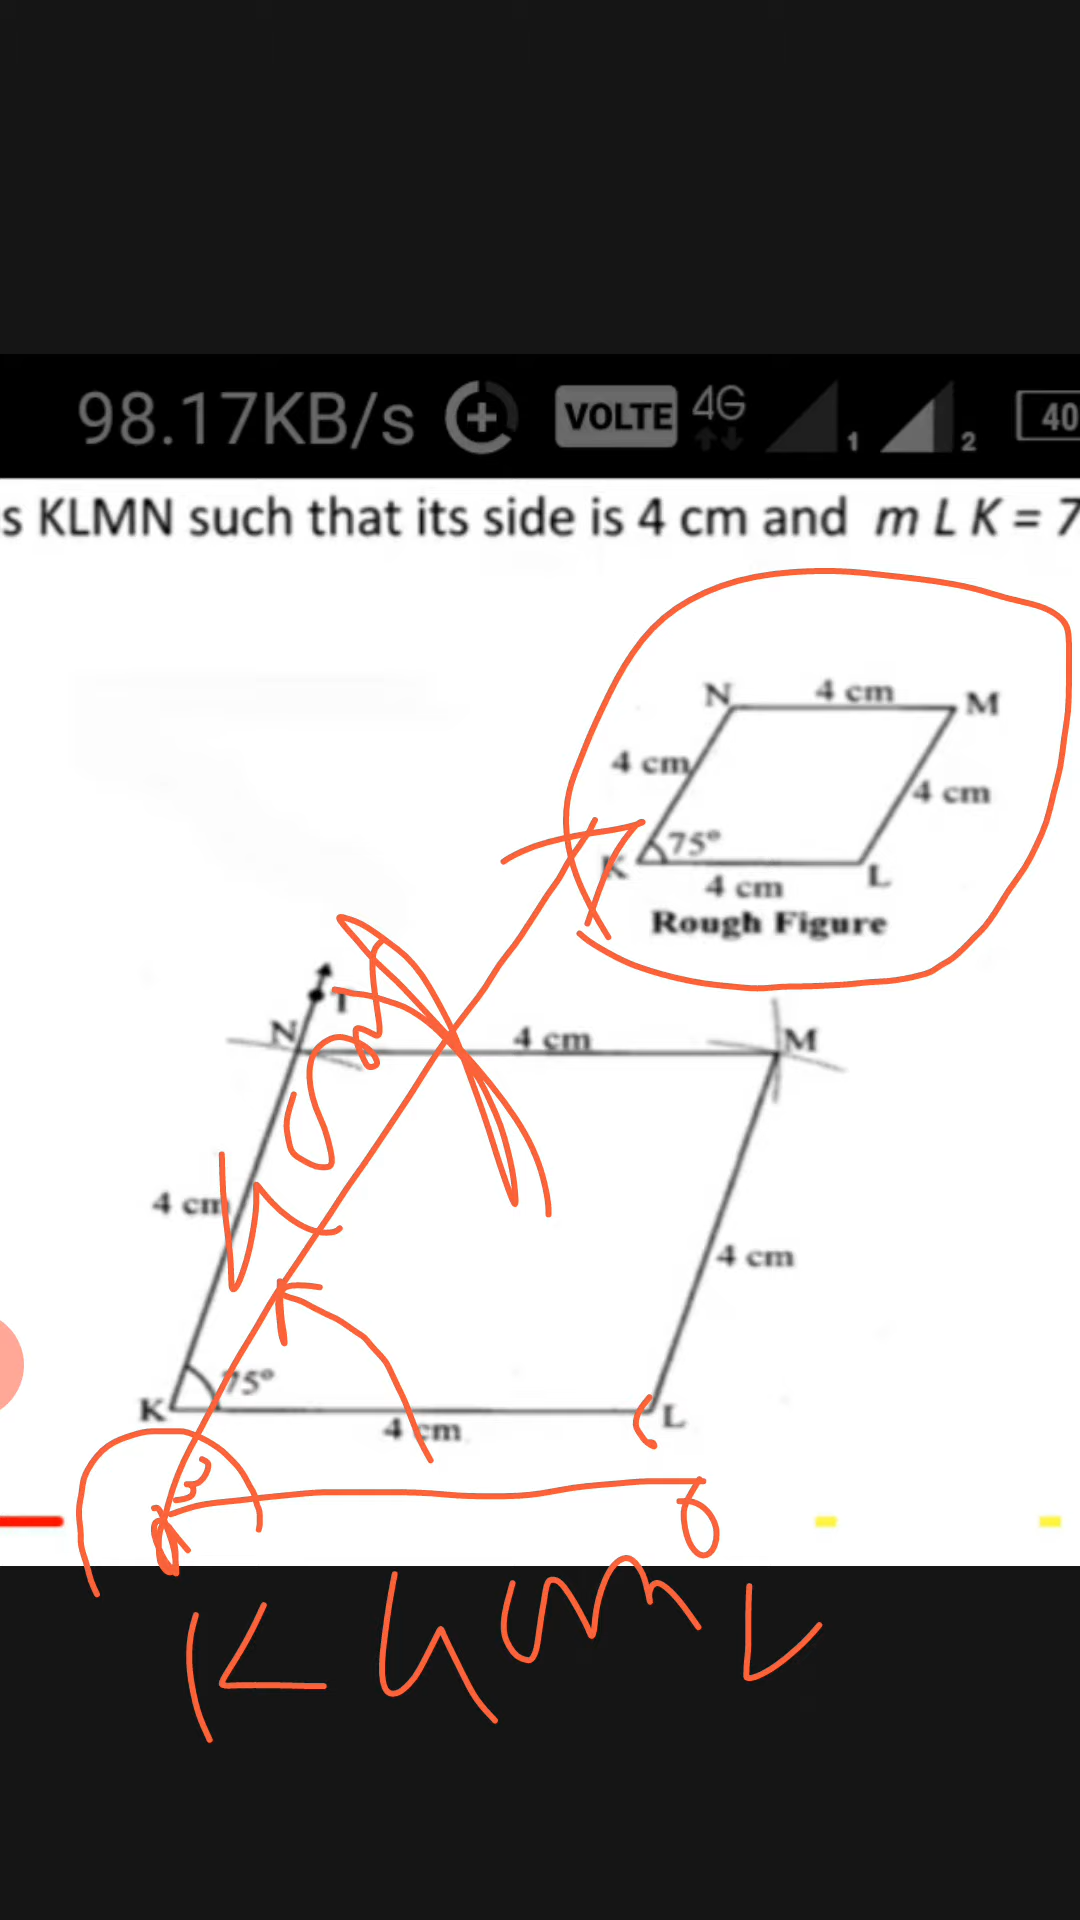 98.17KB/s VOLTE 4G 1 2 40
s KLMN such that its side is 4 cm and m L K = 7
N 4 cm M
4 cm
4 cm
K 75° L
4 cm
Rough Figure
T
N 4 cm M
4 cm
4 cm
75°
K 4 cm L
K 4cm L